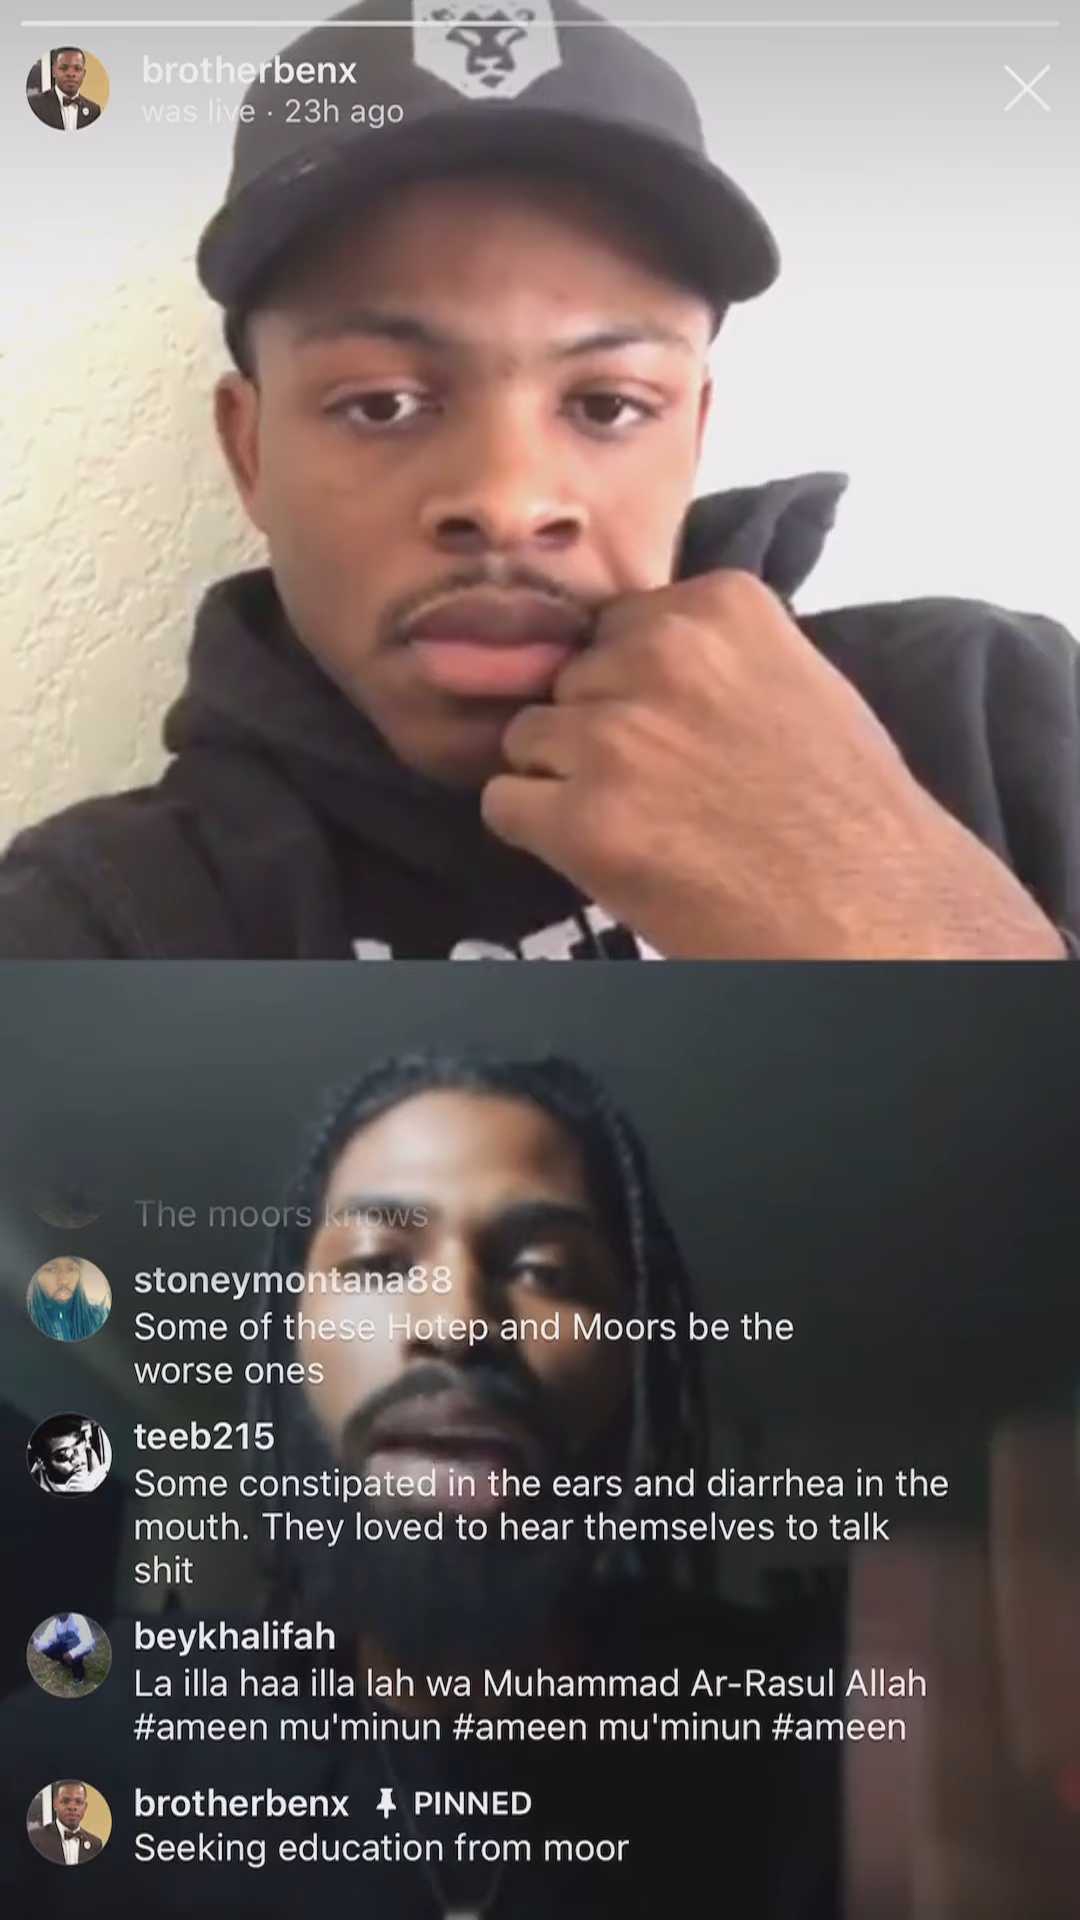 brotherbenx
was live · 23h ago
The moors knows
stoneymontana88
Some of these Hotep and Moors be the
worse ones
teeb215
Some constipated in the ears and diarrhea in the
mouth. They loved to hear themselves to talk
shit
beykhalifah
La illa haa illa lah wa Muhammad Ar-Rasul Allah
#ameen mu'minun #ameen mu'minun #ameen
brotherbenx PINNED
Seeking education from moor